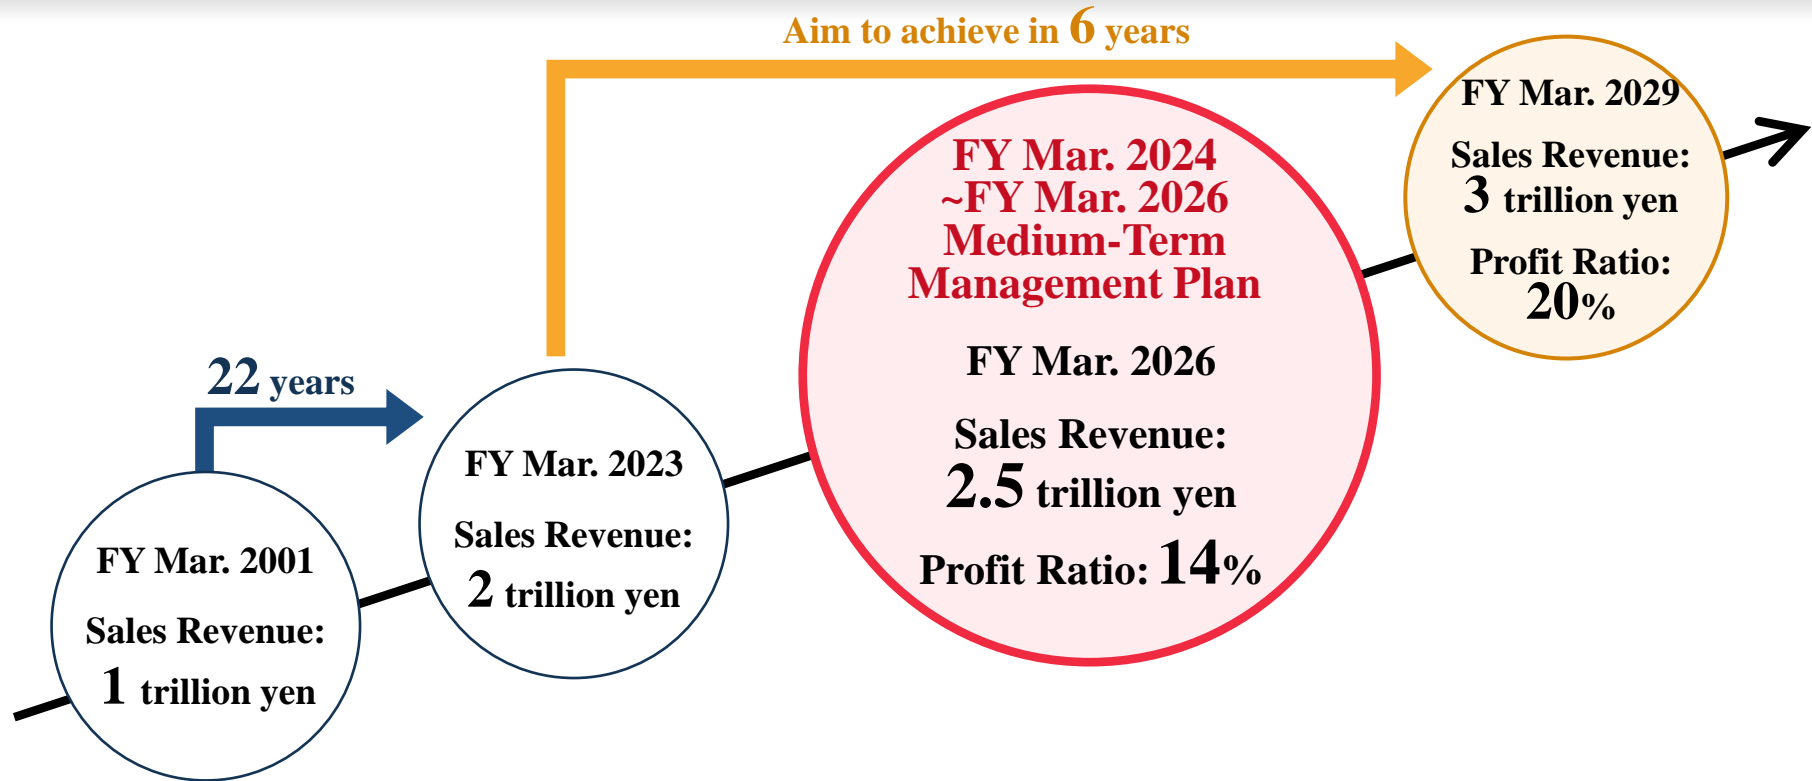 Aim to achieve in 6 years
22 years
FY Mar. 2001
Sales Revenue:
1 trillion yen
FY Mar. 2023
Sales Revenue:
2 trillion yen
FY Mar. 2024
~FY Mar. 2026
Medium-Term
Management Plan
FY Mar. 2026
Sales Revenue:
2.5 trillion yen
Profit Ratio: 14%
FY Mar. 2029
Sales Revenue:
3 trillion yen
Profit Ratio:
20%